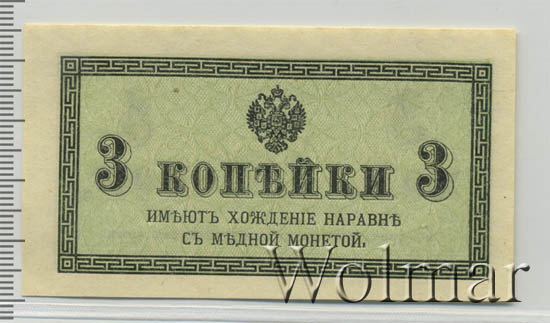 3 КОПѢЙКИ 3
ИМѢЮТЪ ХОЖДЕНІЕ НАРАВНѢ
СЪ МѢДНОЙ МОНЕТОЙ.
Wolmar